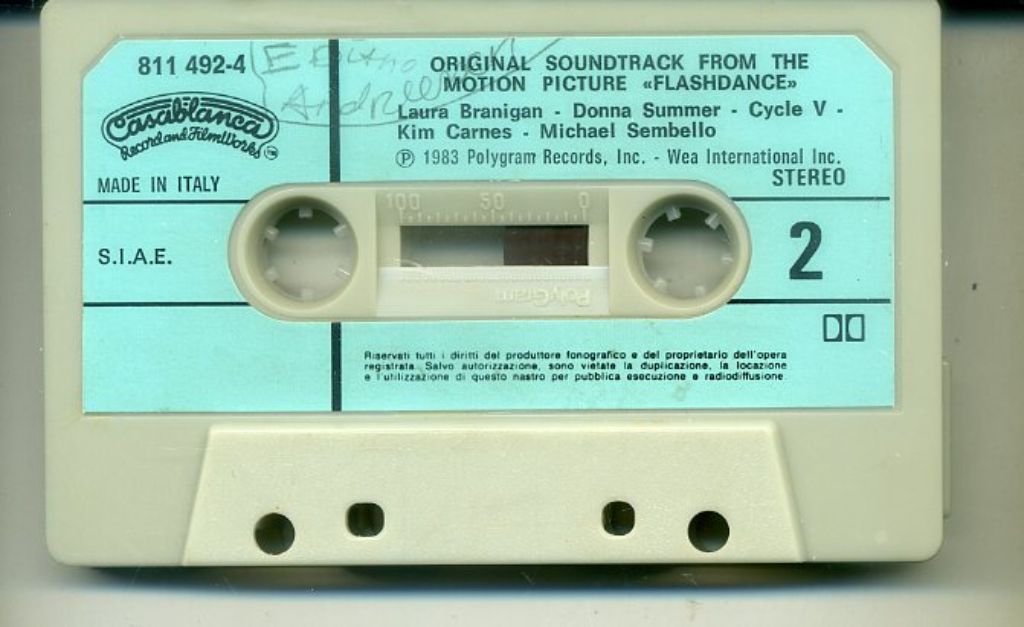 811 492-4
Casablanca
Record and FilmWorks
TM
MADE IN ITALY
S.I.A.E.
ORIGINAL SOUNDTRACK FROM THE
MOTION PICTURE «FLASHDANCE»
Laura Branigan - Donna Summer - Cycle V -
Kim Carnes - Michael Sembello
Ⓟ 1983 Polygram Records, Inc. - Wea International Inc.
STEREO
100 50 0
PolyGram
2
Riservati tutti i diritti del produttore fonografico e del proprietario dell'opera
registrata. Salvo autorizzazione, sono vietate la duplicazione, la locazione
e l'utilizzazione di questo nastro per pubblica esecuzione e radiodiffusione.